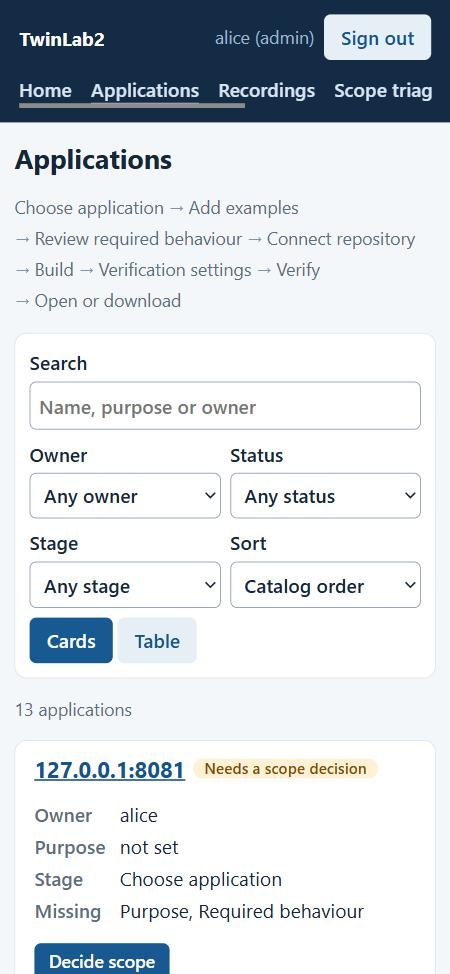 TwinLab2
alice (admin)
Sign out
Home
Applications
Recordings
Scope triag
Applications
Choose application → Add examples
→ Review required behaviour → Connect repository
→ Build → Verification settings → Verify
→ Open or download
Search
Name, purpose or owner
Owner
Status
Any owner
Any status
Stage
Sort
Any stage
Catalog order
Cards
Table
13 applications
127.0.0.1:8081
Needs a scope decision
Owner alice
Purpose not set
Stage Choose application
Missing Purpose, Required behaviour
Decide scope